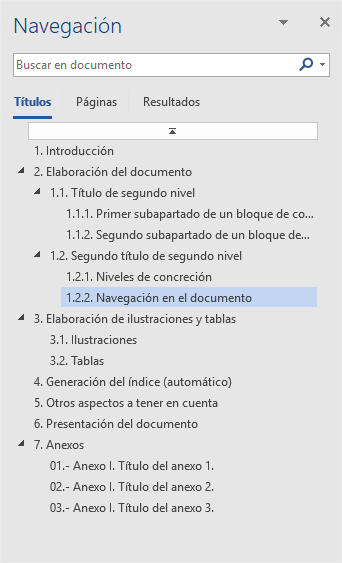 Navegación
Buscar en documento
Títulos Páginas Resultados
1. Introducción
2. Elaboración del documento
1.1. Título de segundo nivel
1.1.1. Primer subapartado de un bloque de co...
1.1.2. Segundo subapartado de un bloque de...
1.2. Segundo título de segundo nivel
1.2.1. Niveles de concreción
1.2.2. Navegación en el documento
3. Elaboración de ilustraciones y tablas
3.1. Ilustraciones
3.2. Tablas
4. Generación del índice (automático)
5. Otros aspectos a tener en cuenta
6. Presentación del documento
7. Anexos
01.- Anexo I. Título del anexo 1.
02.- Anexo I. Título del anexo 2.
03.- Anexo I. Título del anexo 3.